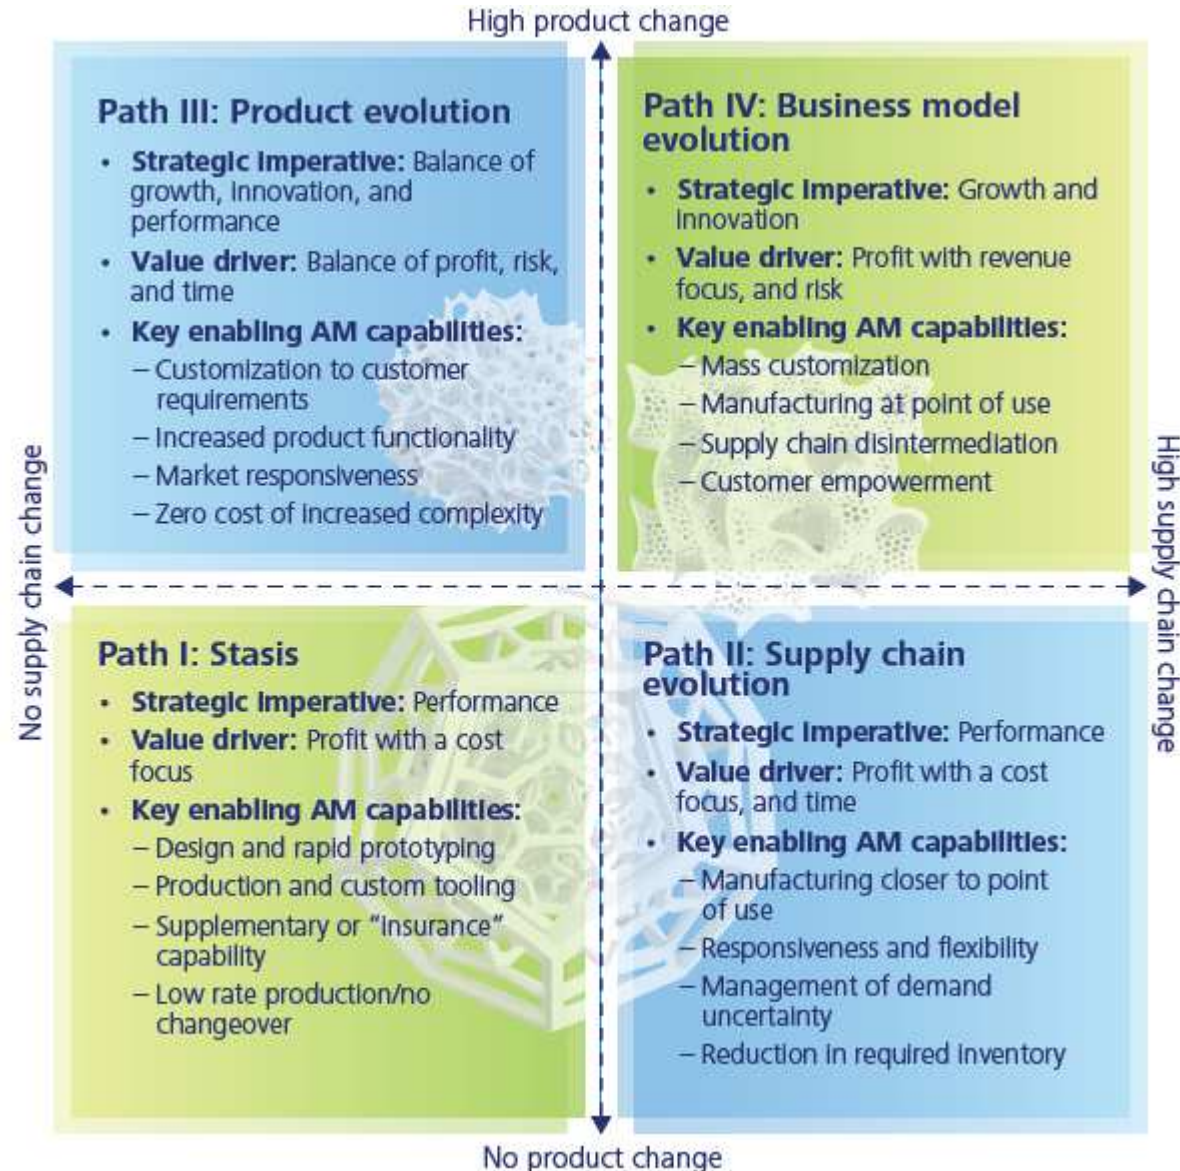 High product change
Path III: Product evolution
• Strategic imperative: Balance of
growth, innovation, and
performance
• Value driver: Balance of profit, risk,
and time
• Key enabling AM capabilities:
– Customization to customer
requirements
– Increased product functionality
– Market responsiveness
– Zero cost of increased complexity
Path IV: Business model
evolution
• Strategic imperative: Growth and
innovation
• Value driver: Profit with revenue
focus, and risk
• Key enabling AM capabilities:
– Mass customization
– Manufacturing at point of use
– Supply chain disintermediation
– Customer empowerment
No supply chain change
High supply chain change
Path I: Stasis
• Strategic imperative: Performance
• Value driver: Profit with a cost
focus
• Key enabling AM capabilities:
– Design and rapid prototyping
– Production and custom tooling
– Supplementary or “insurance”
capability
– Low rate production/no
changeover
Path II: Supply chain
evolution
• Strategic imperative: Performance
• Value driver: Profit with a cost
focus, and time
• Key enabling AM capabilities:
– Manufacturing closer to point
of use
– Responsiveness and flexibility
– Management of demand
uncertainty
– Reduction in required inventory
No product change